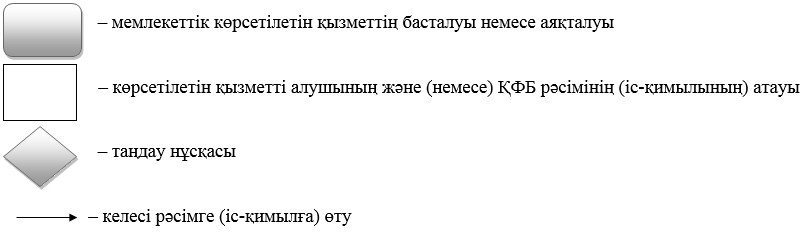 – мемлекеттік көрсетілетін қызметтің басталуы немесе аяқталуы
– көрсетілетін қызметті алушының және (немесе) ҚФБ рәсімінің (іс-қимылының) атауы
– таңдау нұсқасы
– келесі рәсімге (іс-қимылға) өту